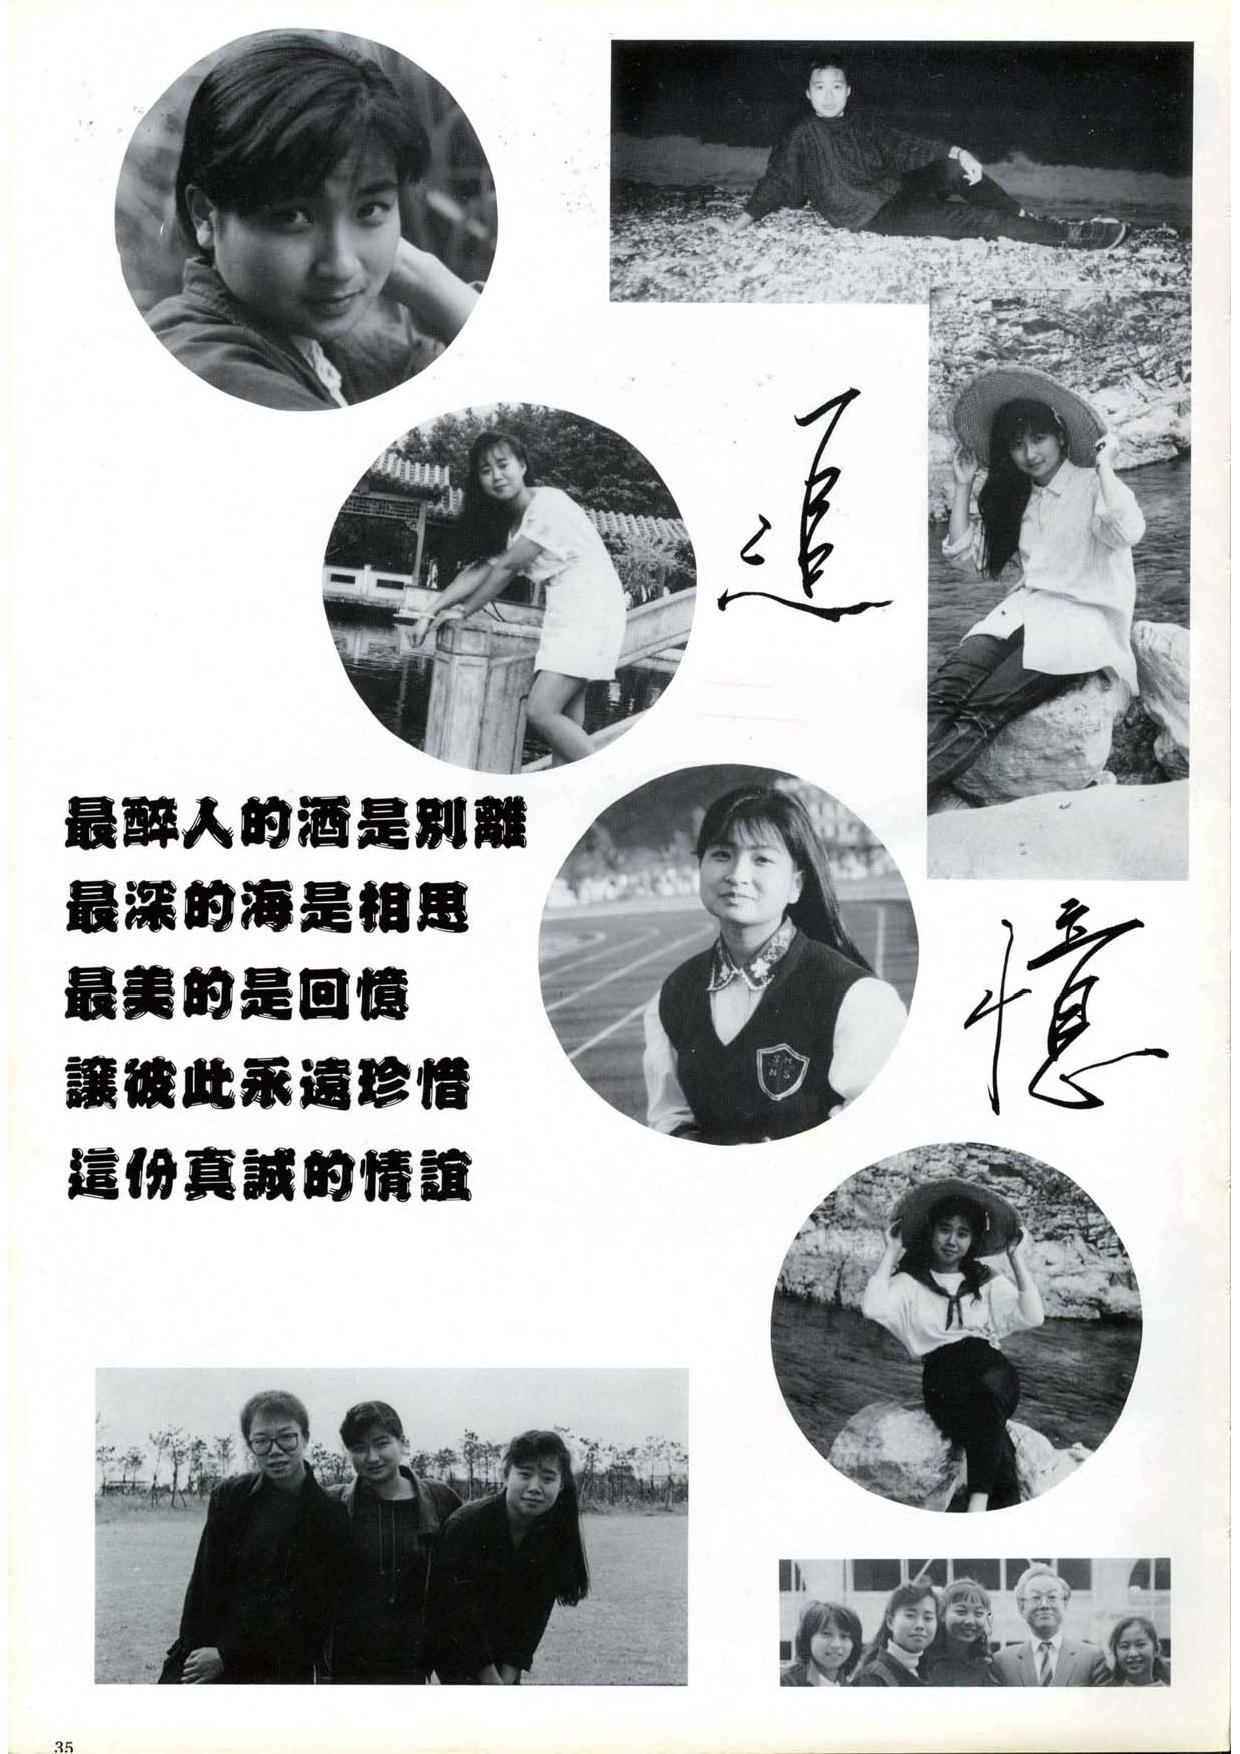 追憶
最醉人的酒是別離
最深的海是相思
最美的是回憶
讓彼此永遠珍惜
這份真誠的情誼
S M
N S
35